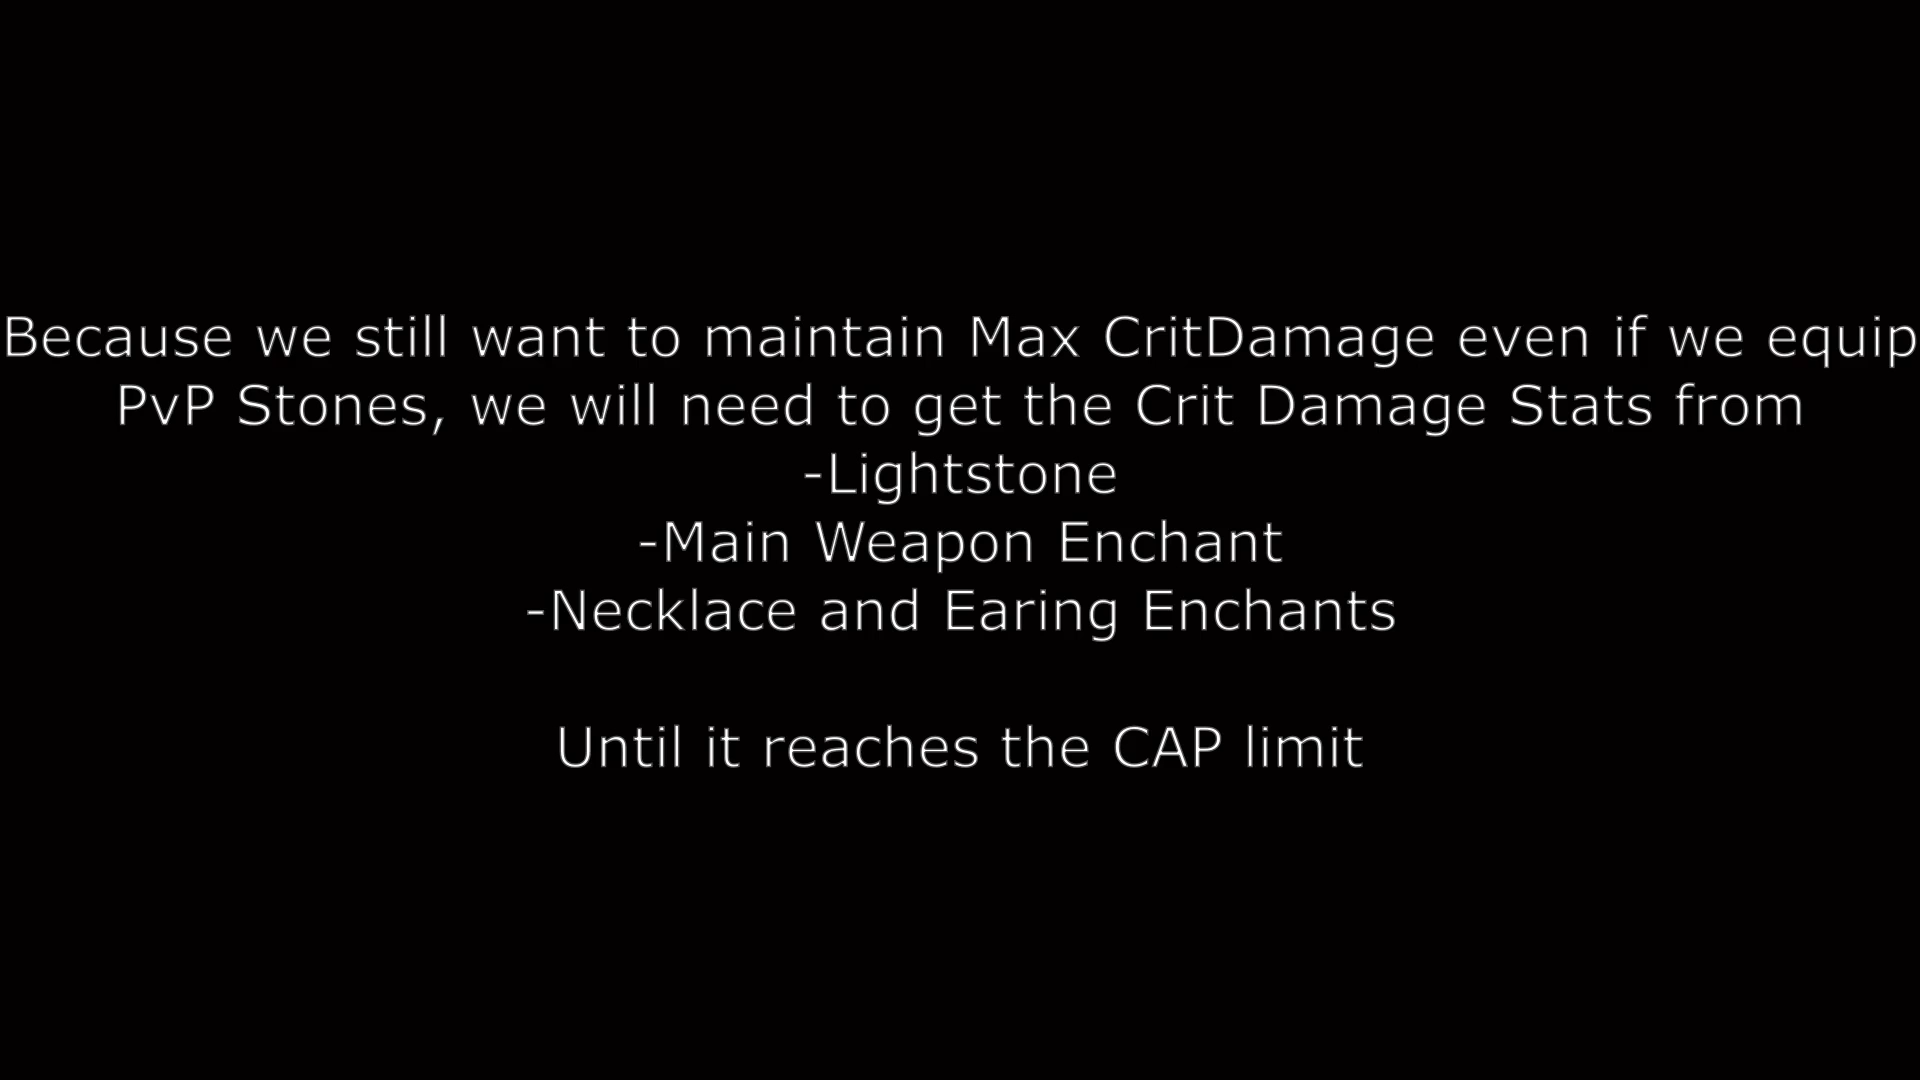 Because we still want to maintain Max CritDamage even if we equip
PvP Stones, we will need to get the Crit Damage Stats from
-Lightstone
-Main Weapon Enchant
-Necklace and Earing Enchants
Until it reaches the CAP limit